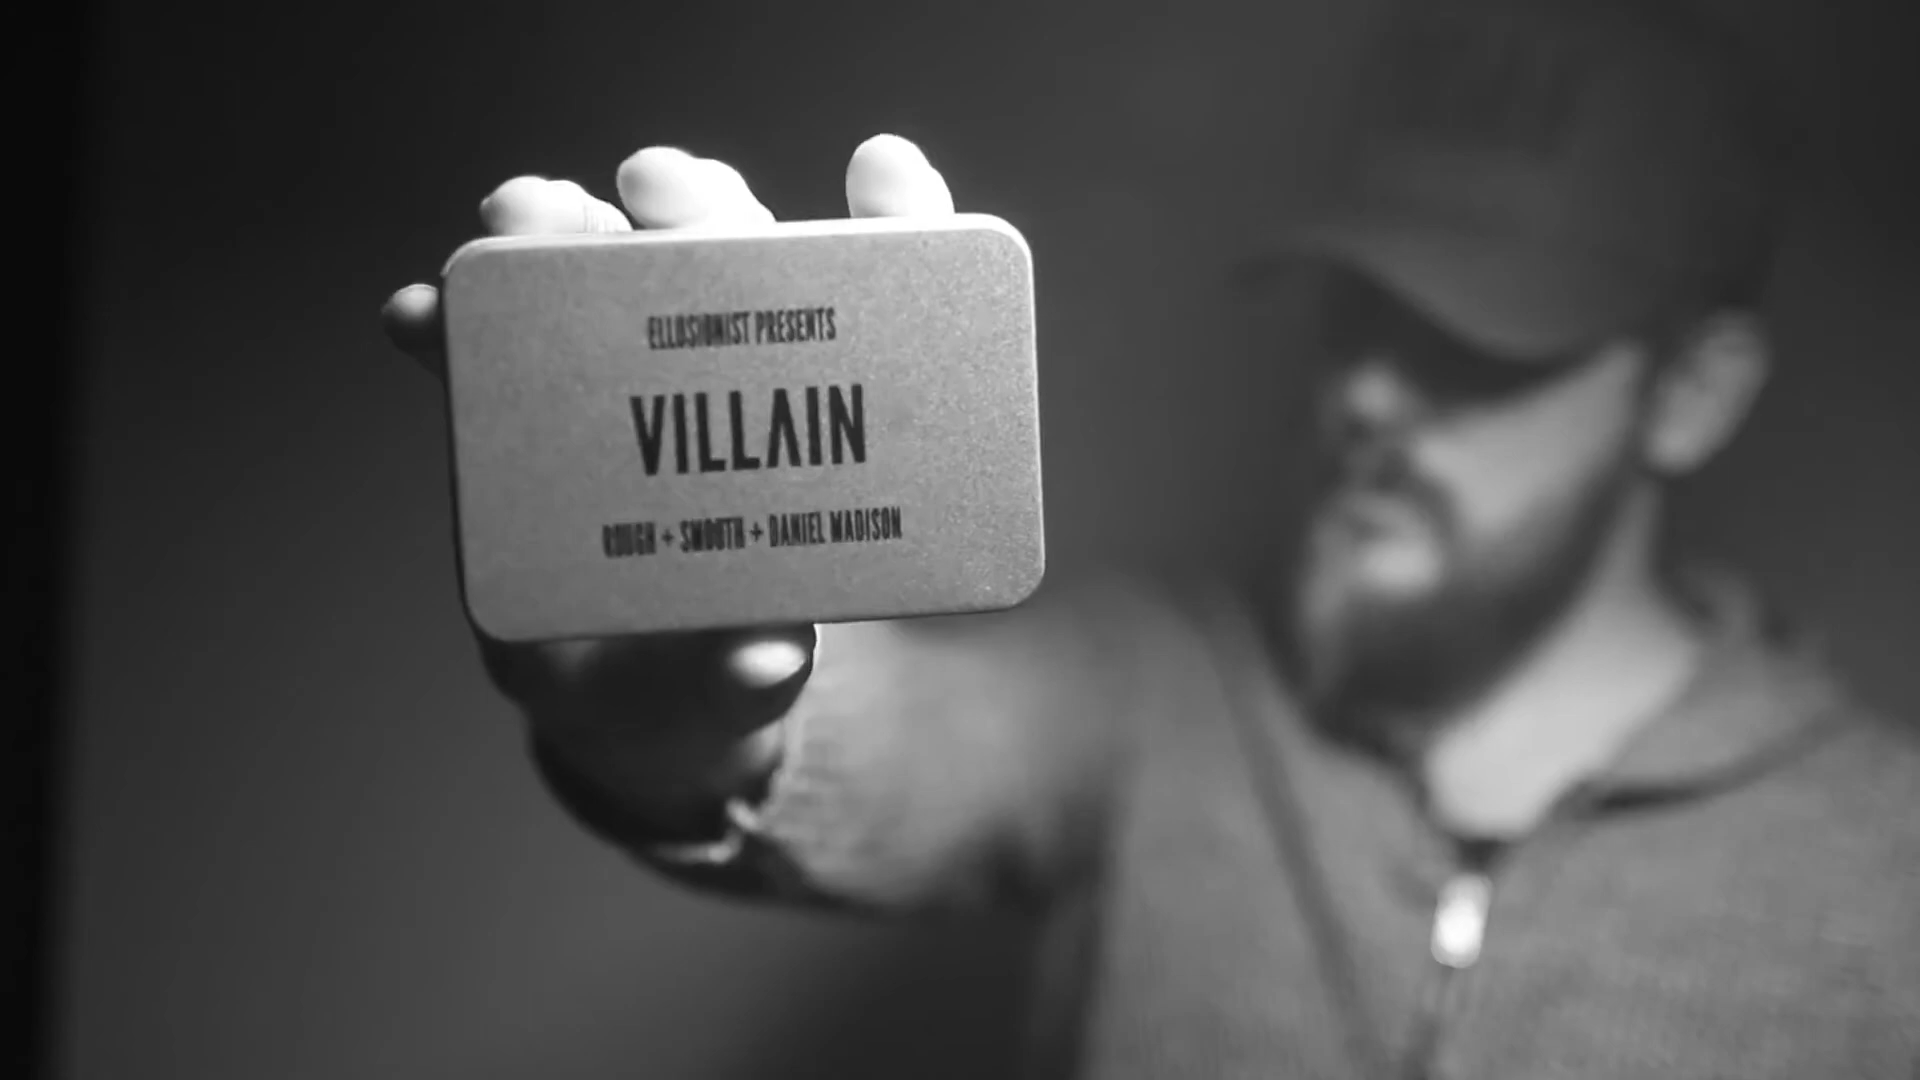 ELLUSIONIST PRESENTS
VILLAIN
ROUGH + SMOOTH + DANIEL MADISON